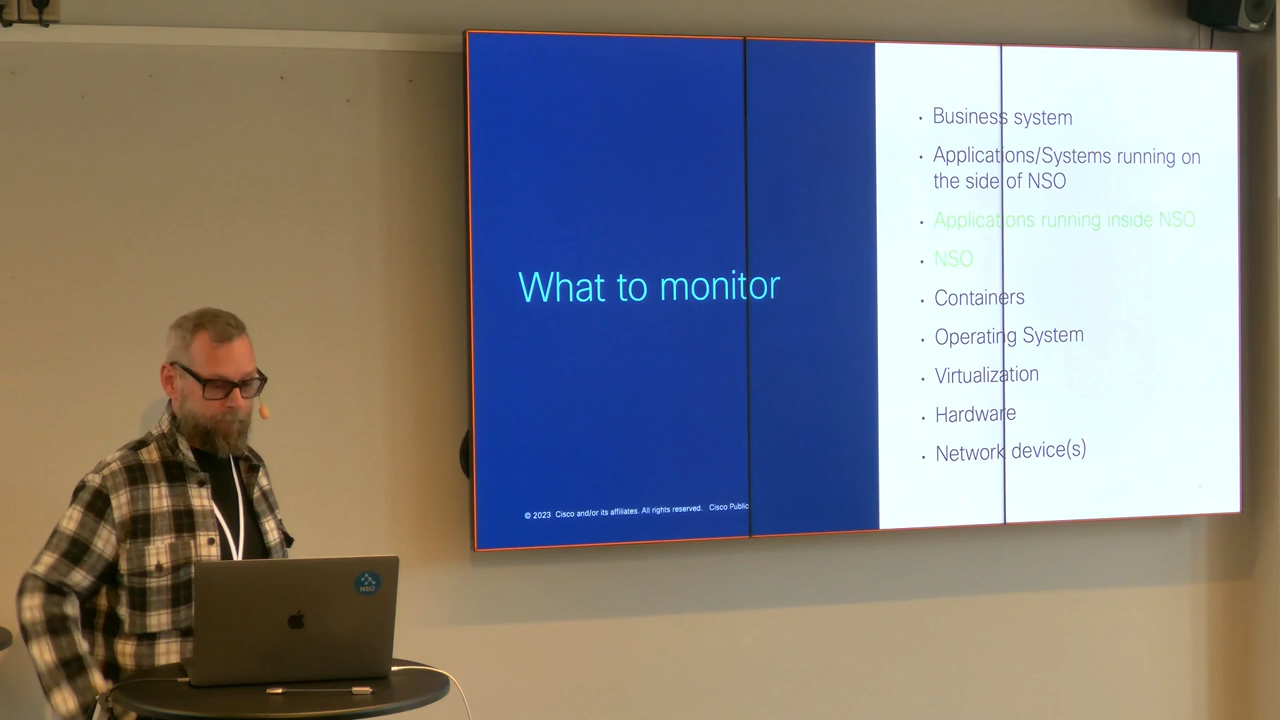 What to monitor
© 2023 Cisco and/or its affiliates. All rights reserved. Cisco Public
· Business system
· Applications/Systems running on
the side of NSO
· Applications running inside NSO
· NSO
· Containers
· Operating System
· Virtualization
· Hardware
· Network device(s)
NSO